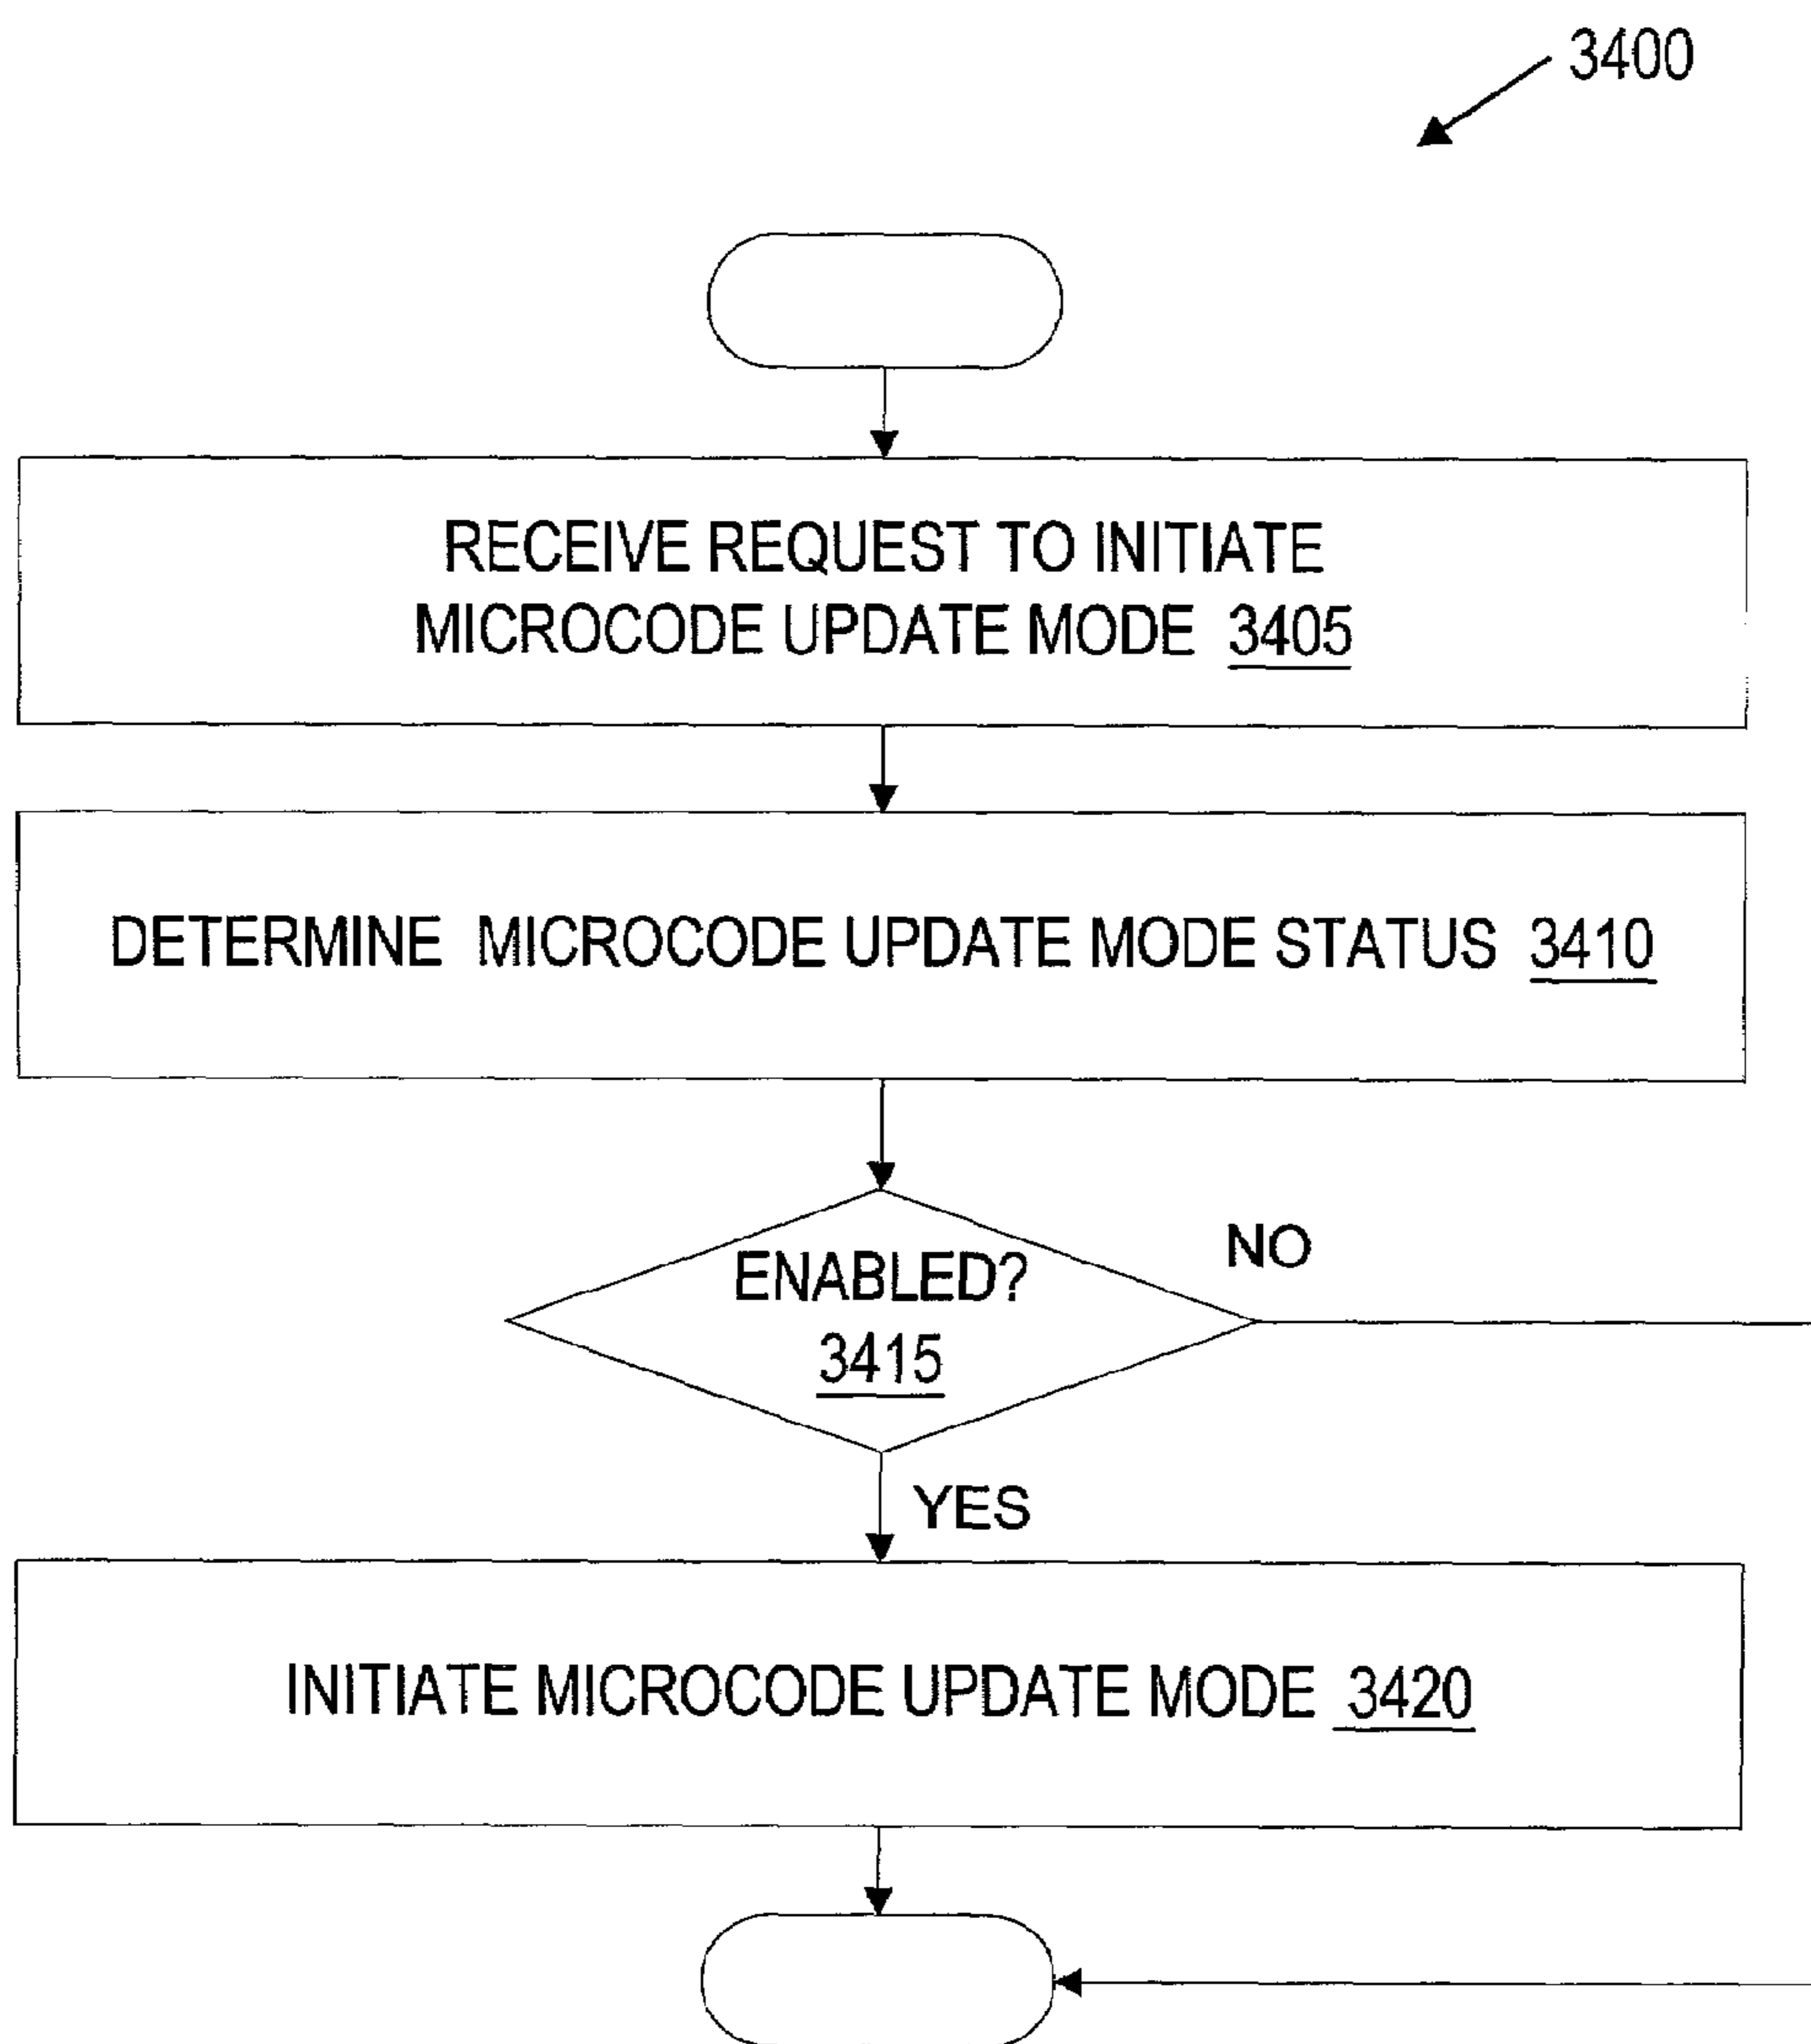 3400
RECEIVE REQUEST TO INITIATE
MICROCODE UPDATE MODE 3405
DETERMINE MICROCODE UPDATE MODE STATUS 3410
ENABLED?
3415
NO
YES
INITIATE MICROCODE UPDATE MODE 3420